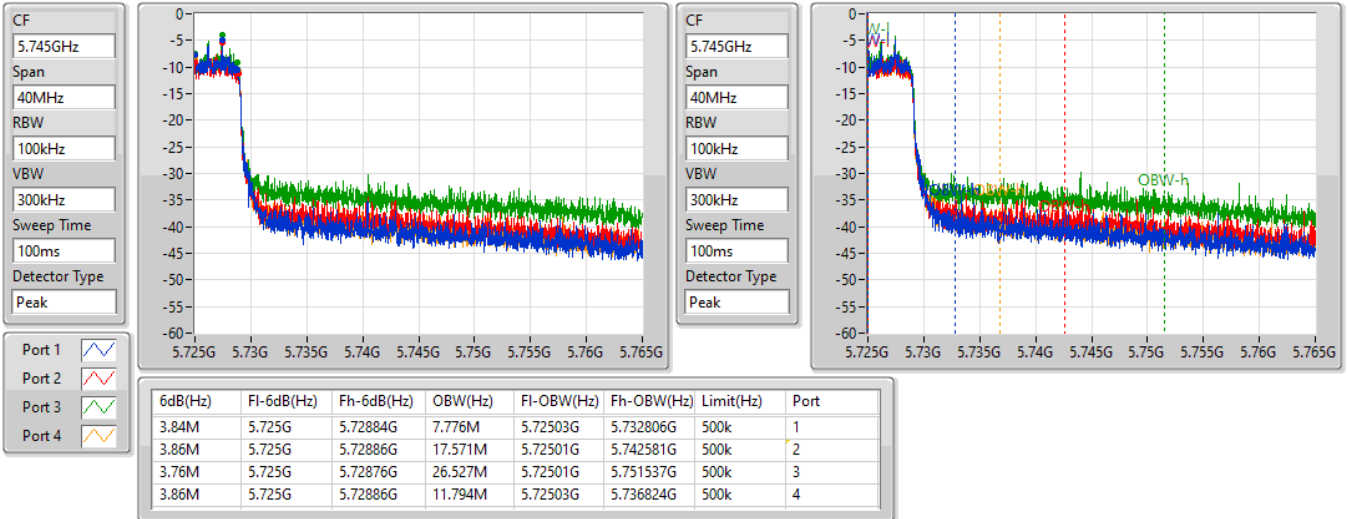 CF
5.745GHz
Span
40MHz
RBW
100kHz
VBW
300kHz
Sweep Time
100ms
Detector Type
Peak
0-
-5-
-10-
-15-
-20-
-25-
-30-
-35-
-40-
-45-
-50-
-55-
-60-
5.725G 5.73G 5.735G 5.74G 5.745G 5.75G 5.755G 5.76G 5.765G
CF
5.745GHz
Span
40MHz
RBW
100kHz
VBW
300kHz
Sweep Time
100ms
Detector Type
Peak
0-
-5-
-10-
-15-
-20-
-25-
-30-
-35-
-40-
-45-
-50-
-55-
-60-
OBW-h
5.725G 5.73G 5.735G 5.74G 5.745G 5.75G 5.755G 5.76G 5.765G
Port 1
Port 2
Port 3
Port 4
6dB(Hz) Fl-6dB(Hz) Fh-6dB(Hz) OBW(Hz) Fl-OBW(Hz) Fh-OBW(Hz) Limit(Hz) Port
3.84M 5.725G 5.72884G 7.776M 5.72503G 5.732806G 500k 1
3.86M 5.725G 5.72886G 17.571M 5.72501G 5.742581G 500k 2
3.76M 5.725G 5.72876G 26.527M 5.72501G 5.751537G 500k 3
3.86M 5.725G 5.72886G 11.794M 5.72503G 5.736824G 500k 4